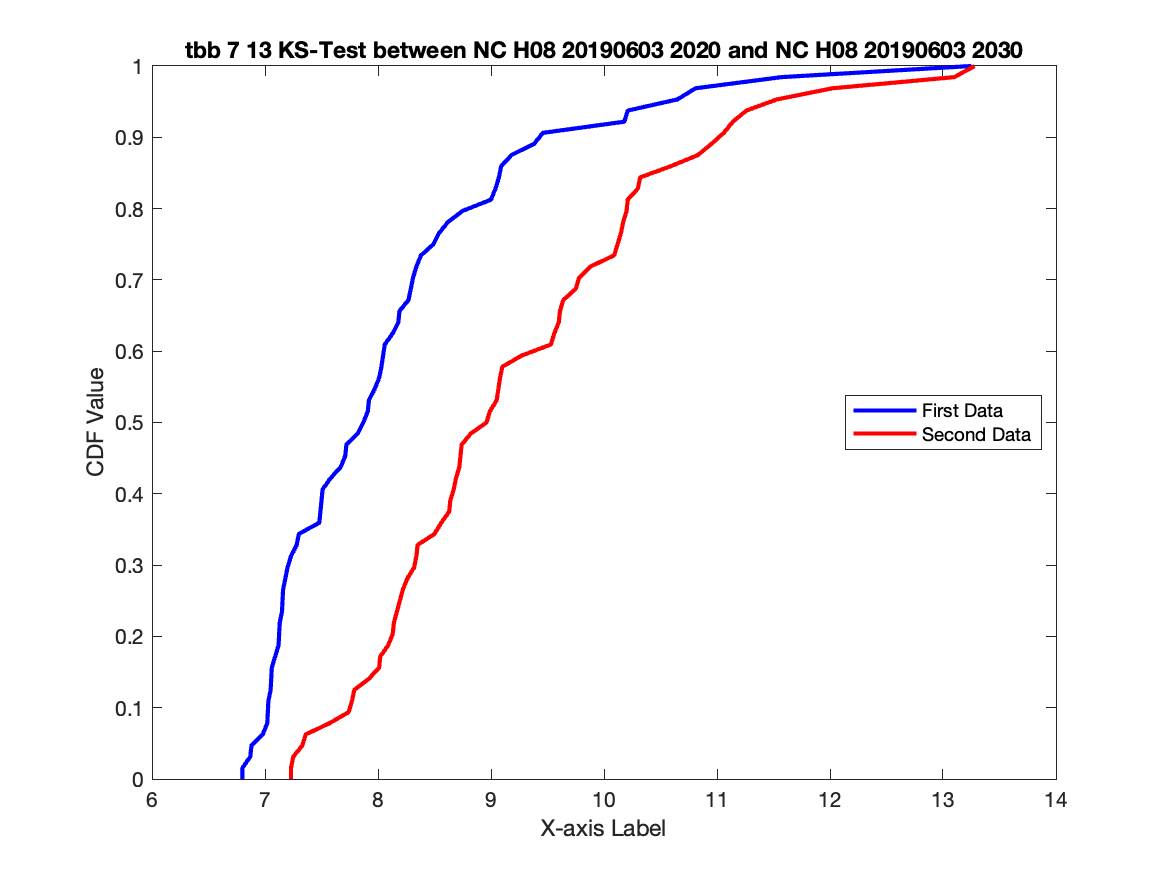 tbb 7 13 KS-Test between NC H08 20190603 2020 and NC H08 20190603 2030
1
0.9
0.8
0.7
0.6
0.5
0.4
0.3
0.2
0.1
0
CDF Value
First Data
Second Data
6 7 8 9 10 11 12 13 14
X-axis Label